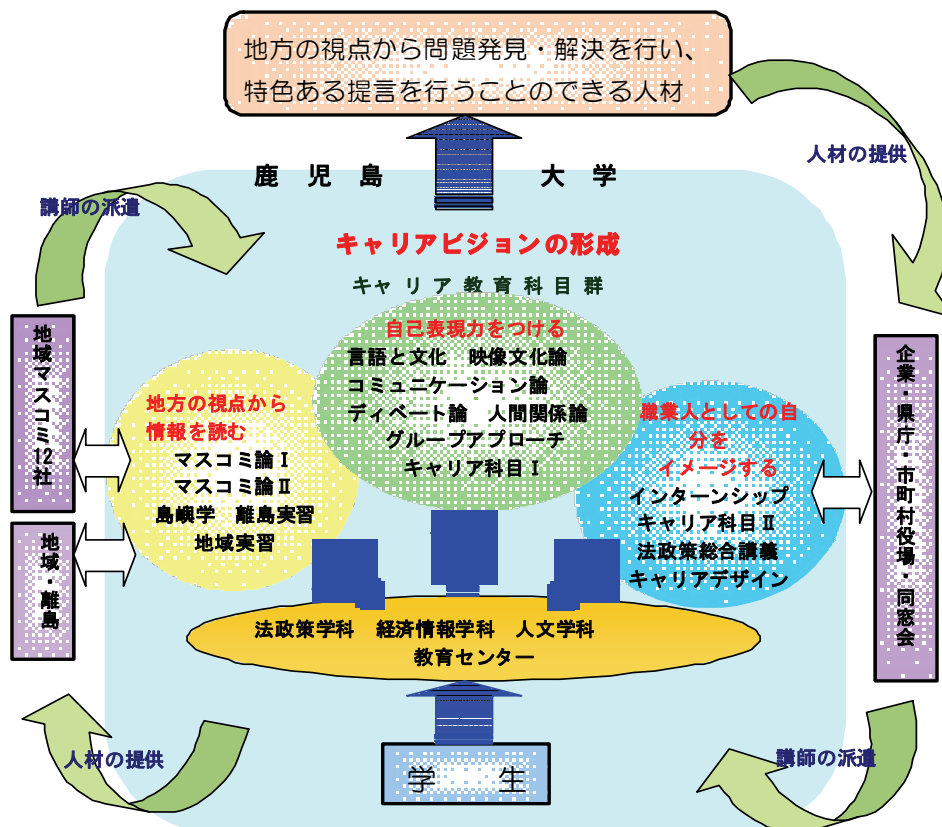 地方の視点から問題発見・解決を行い、
特色ある提言を行うことのできる人材
人材の提供
鹿児島大学
講師の派遣
キャリアビジョンの形成
キャリア教育科目群
自己表現力をつける
言語と文化　映像文化論
コミュニケーション論
ディベート論　人間関係論
グループアプローチ
キャリア科目Ⅰ
地方の視点から
情報を読む
マスコミ論Ⅰ
マスコミ論Ⅱ
島嶼学　離島実習
地域実習
職業人としての自
分を
イメージする
インターンシップ
キャリア科目Ⅱ
法政策総合講義
キャリアデザイン
地域マスコミ12社
地域・離島
企業・県庁・市町村役場・同窓会
法政策学科　経済情報学科　人文学科
教育センター
人材の提供
講師の派遣
学生